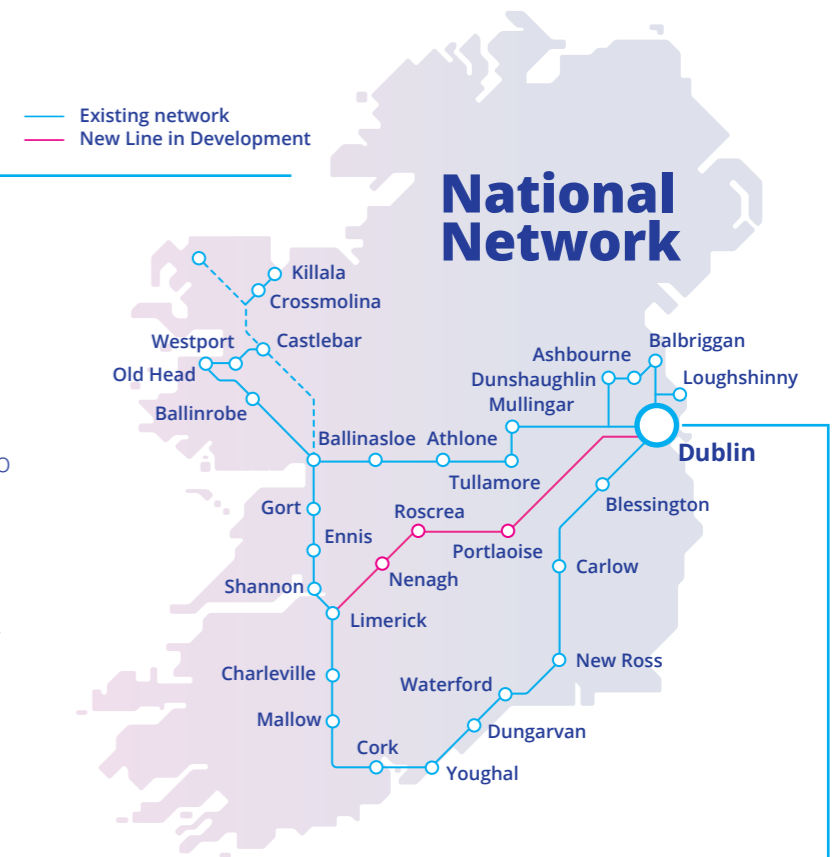 Existing network
New Line in Development
National
Network
Killala
Crossmolina
Westport
Castlebar
Old Head
Ballinrobe
Balbriggan
Ashbourne
Dunshaughlin
Loughshinny
Mullingar
Ballinasloe
Athlone
Dublin
Tullamore
Blessington
Gort
Roscrea
Ennis
Portlaoise
Carlow
Nenagh
Shannon
Limerick
New Ross
Charleville
Waterford
Mallow
Dungarvan
Cork
Youghal